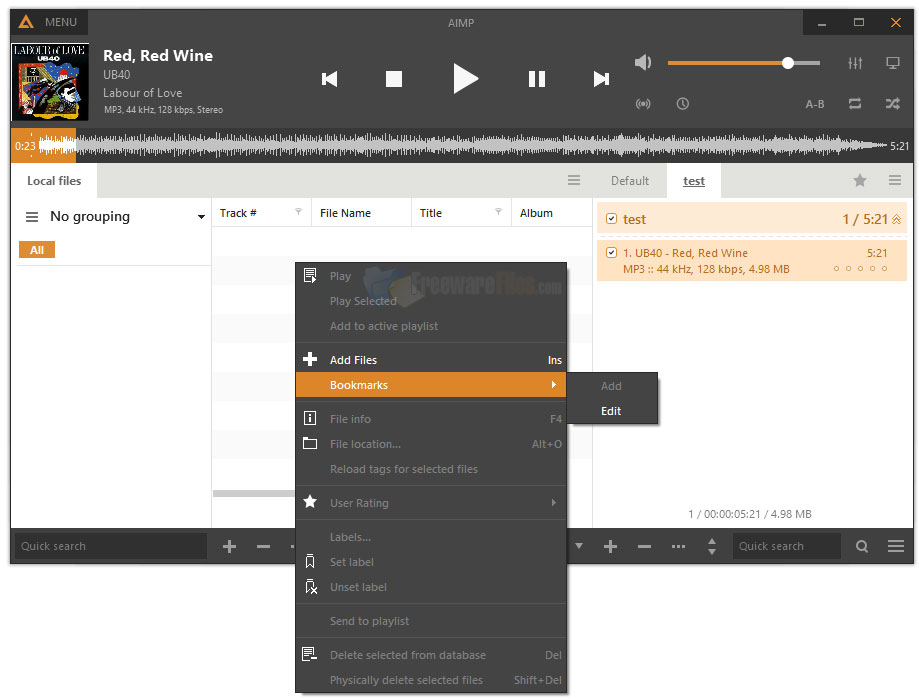 MENU
AIMP
LABOUR of LOVE
UB40
Red, Red Wine
UB40
Labour of Love
MP3, 44 kHz, 128 kbps, Stereo
A-B
0:23
5:21
Local files
Default
test
No grouping
All
Track #
File Name
Title
Album
test
1 / 5:21
1. UB40 - Red, Red Wine
5:21
MP3 :: 44 kHz, 128 kbps, 4.98 MB
FreewareFiles.com
Play
Play Selected
Add to active playlist
Add Files
Ins
Bookmarks
Add
Edit
File info
F4
File location...
Alt+O
Reload tags for selected files
User Rating
Labels...
Set label
Unset label
Send to playlist
Delete selected from database
Del
Physically delete selected files
Shift+Del
1 / 00:00:05:21 / 4.98 MB
Quick search
Quick search